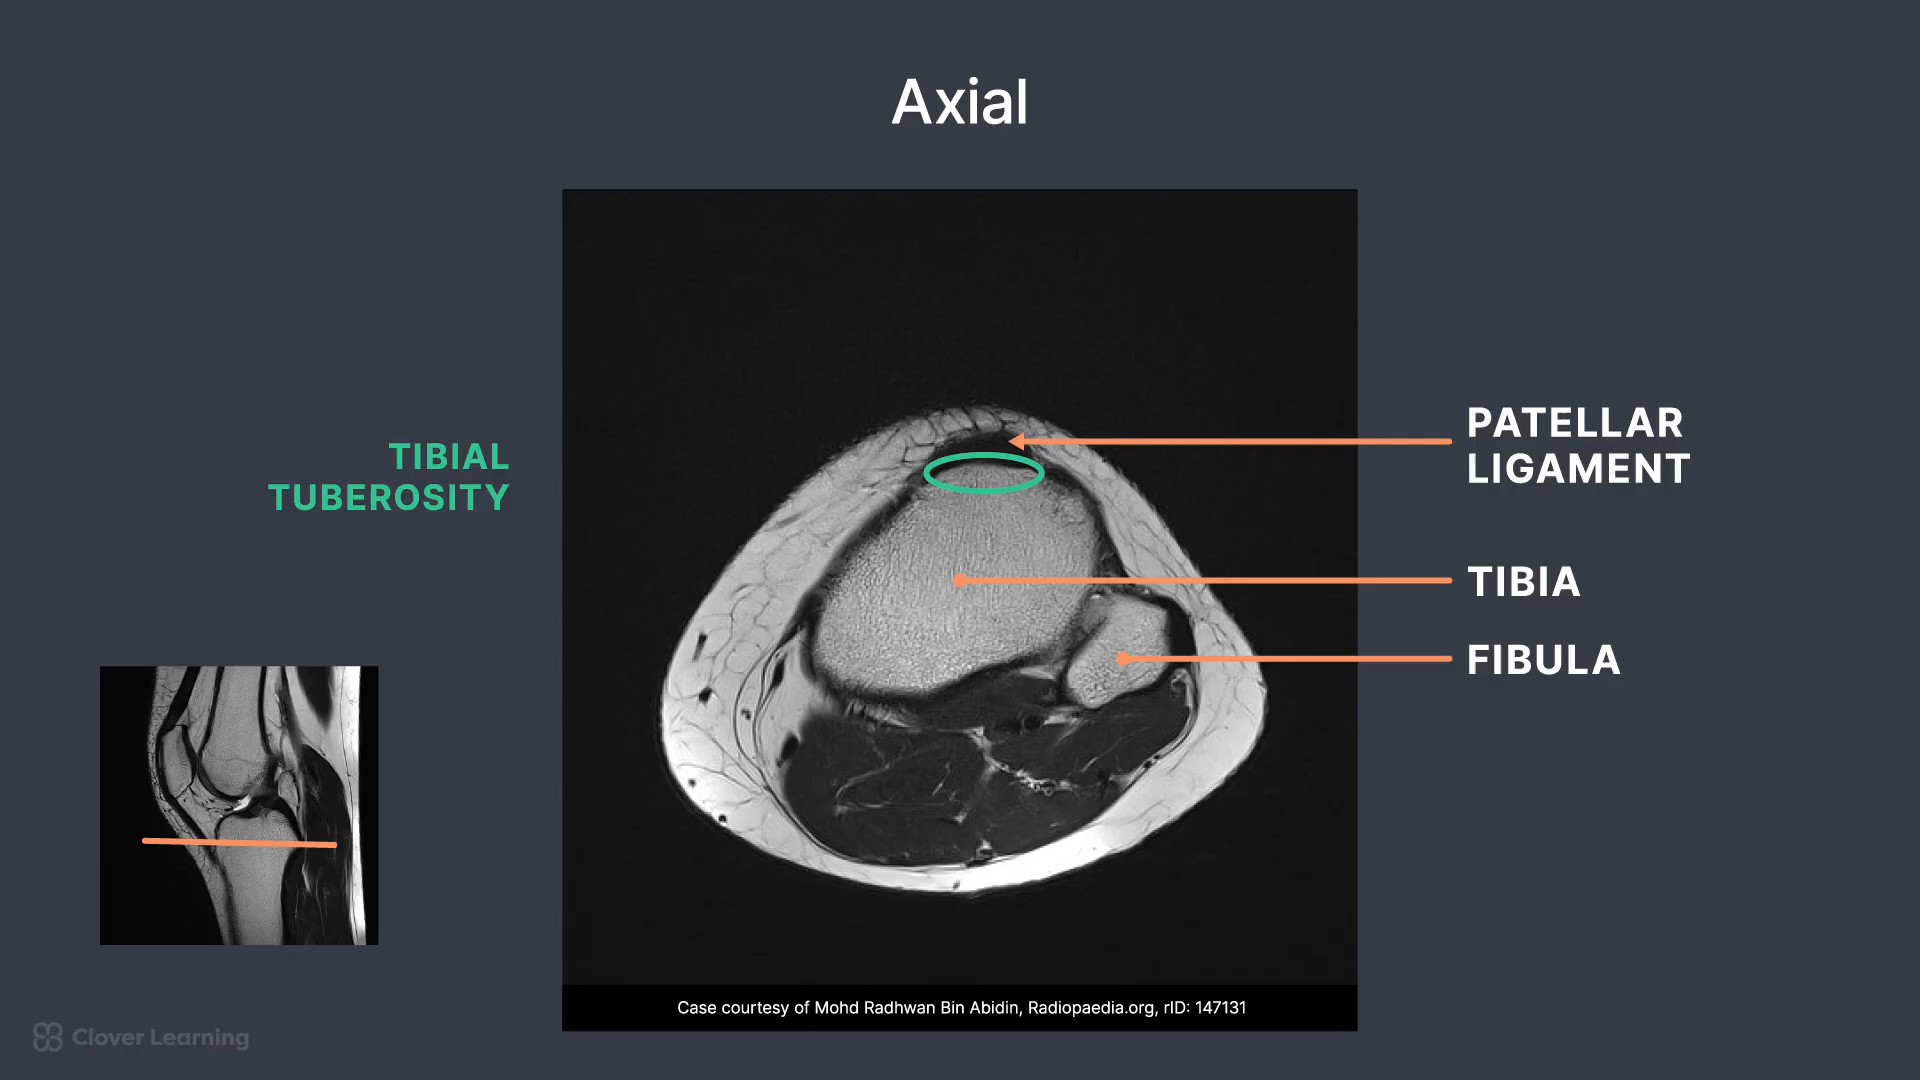 Axial
TIBIAL
TUBEROSITY
PATELLAR
LIGAMENT
TIBIA
FIBULA
Case courtesy of Mohd Radhwan Bin Abidin, Radiopaedia.org, rID: 147131
Clover Learning